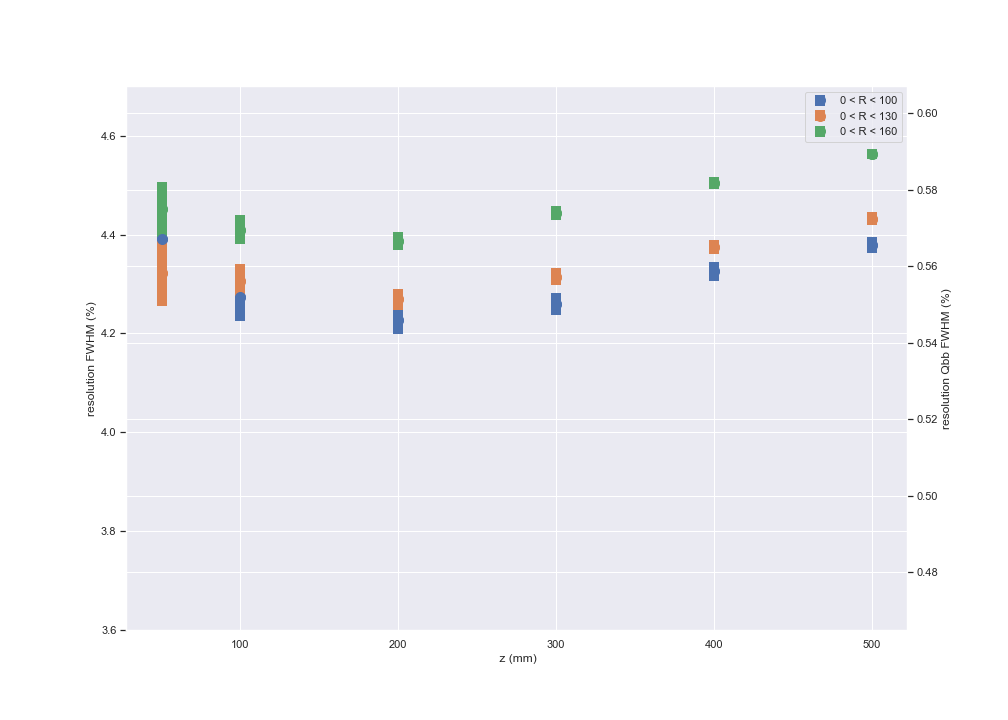 0 < R < 100
0 < R < 130
0 < R < 160
4.6
4.4
4.2
4.0
3.8
3.6
resolution FWHM (%)
0.60
0.58
0.56
0.54
0.52
0.50
0.48
resolution Qbb FWHM (%)
100 200 300 400 500
z (mm)